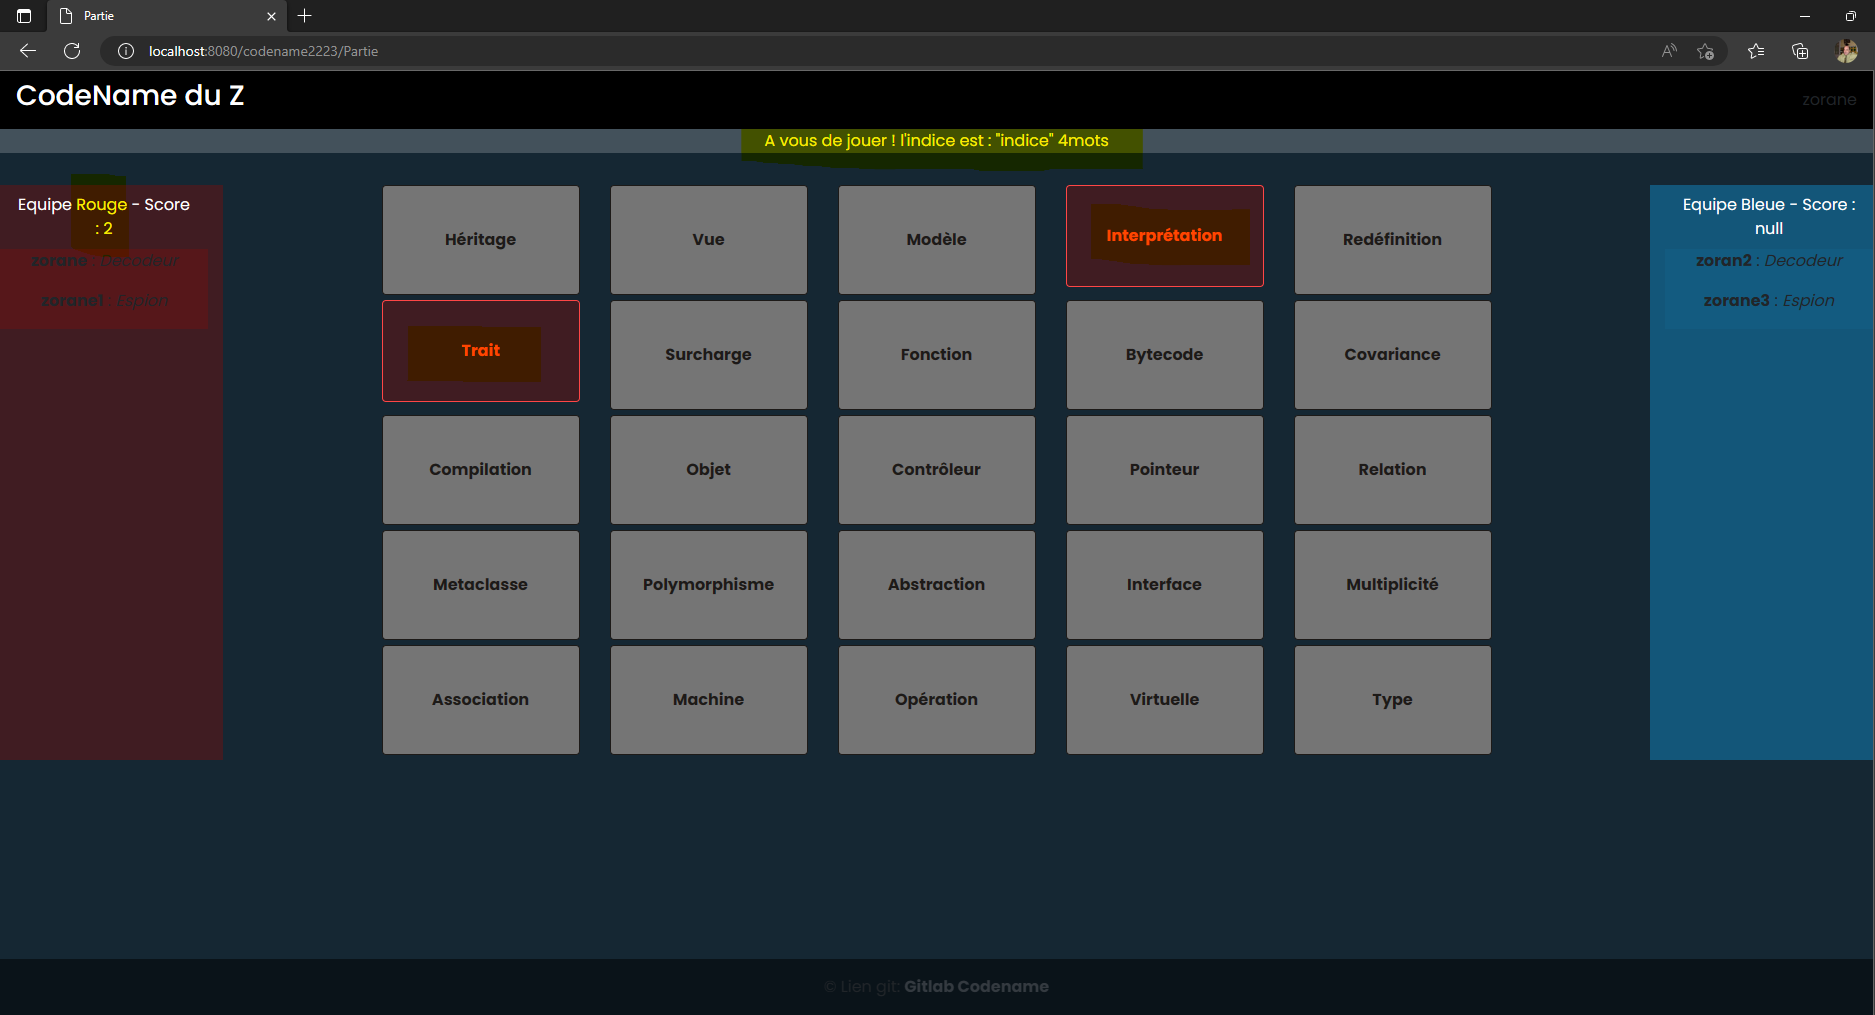 Partie
localhost:8080/codename2223/Partie
CodeName du Z
zorane
A vous de jouer ! l'indice est : "indice" 4mots
Equipe Rouge - Score
: 2
zorane : Decodeur
zorane1 : Espion
Equipe Bleue - Score :
null
zoran2 : Decodeur
zorane3 : Espion
Héritage
Vue
Modèle
Interprétation
Redéfinition
Trait
Surcharge
Fonction
Bytecode
Covariance
Compilation
Objet
Contrôleur
Pointeur
Relation
Metaclasse
Polymorphisme
Abstraction
Interface
Multiplicité
Association
Machine
Opération
Virtuelle
Type
© Lien git: Gitlab Codename